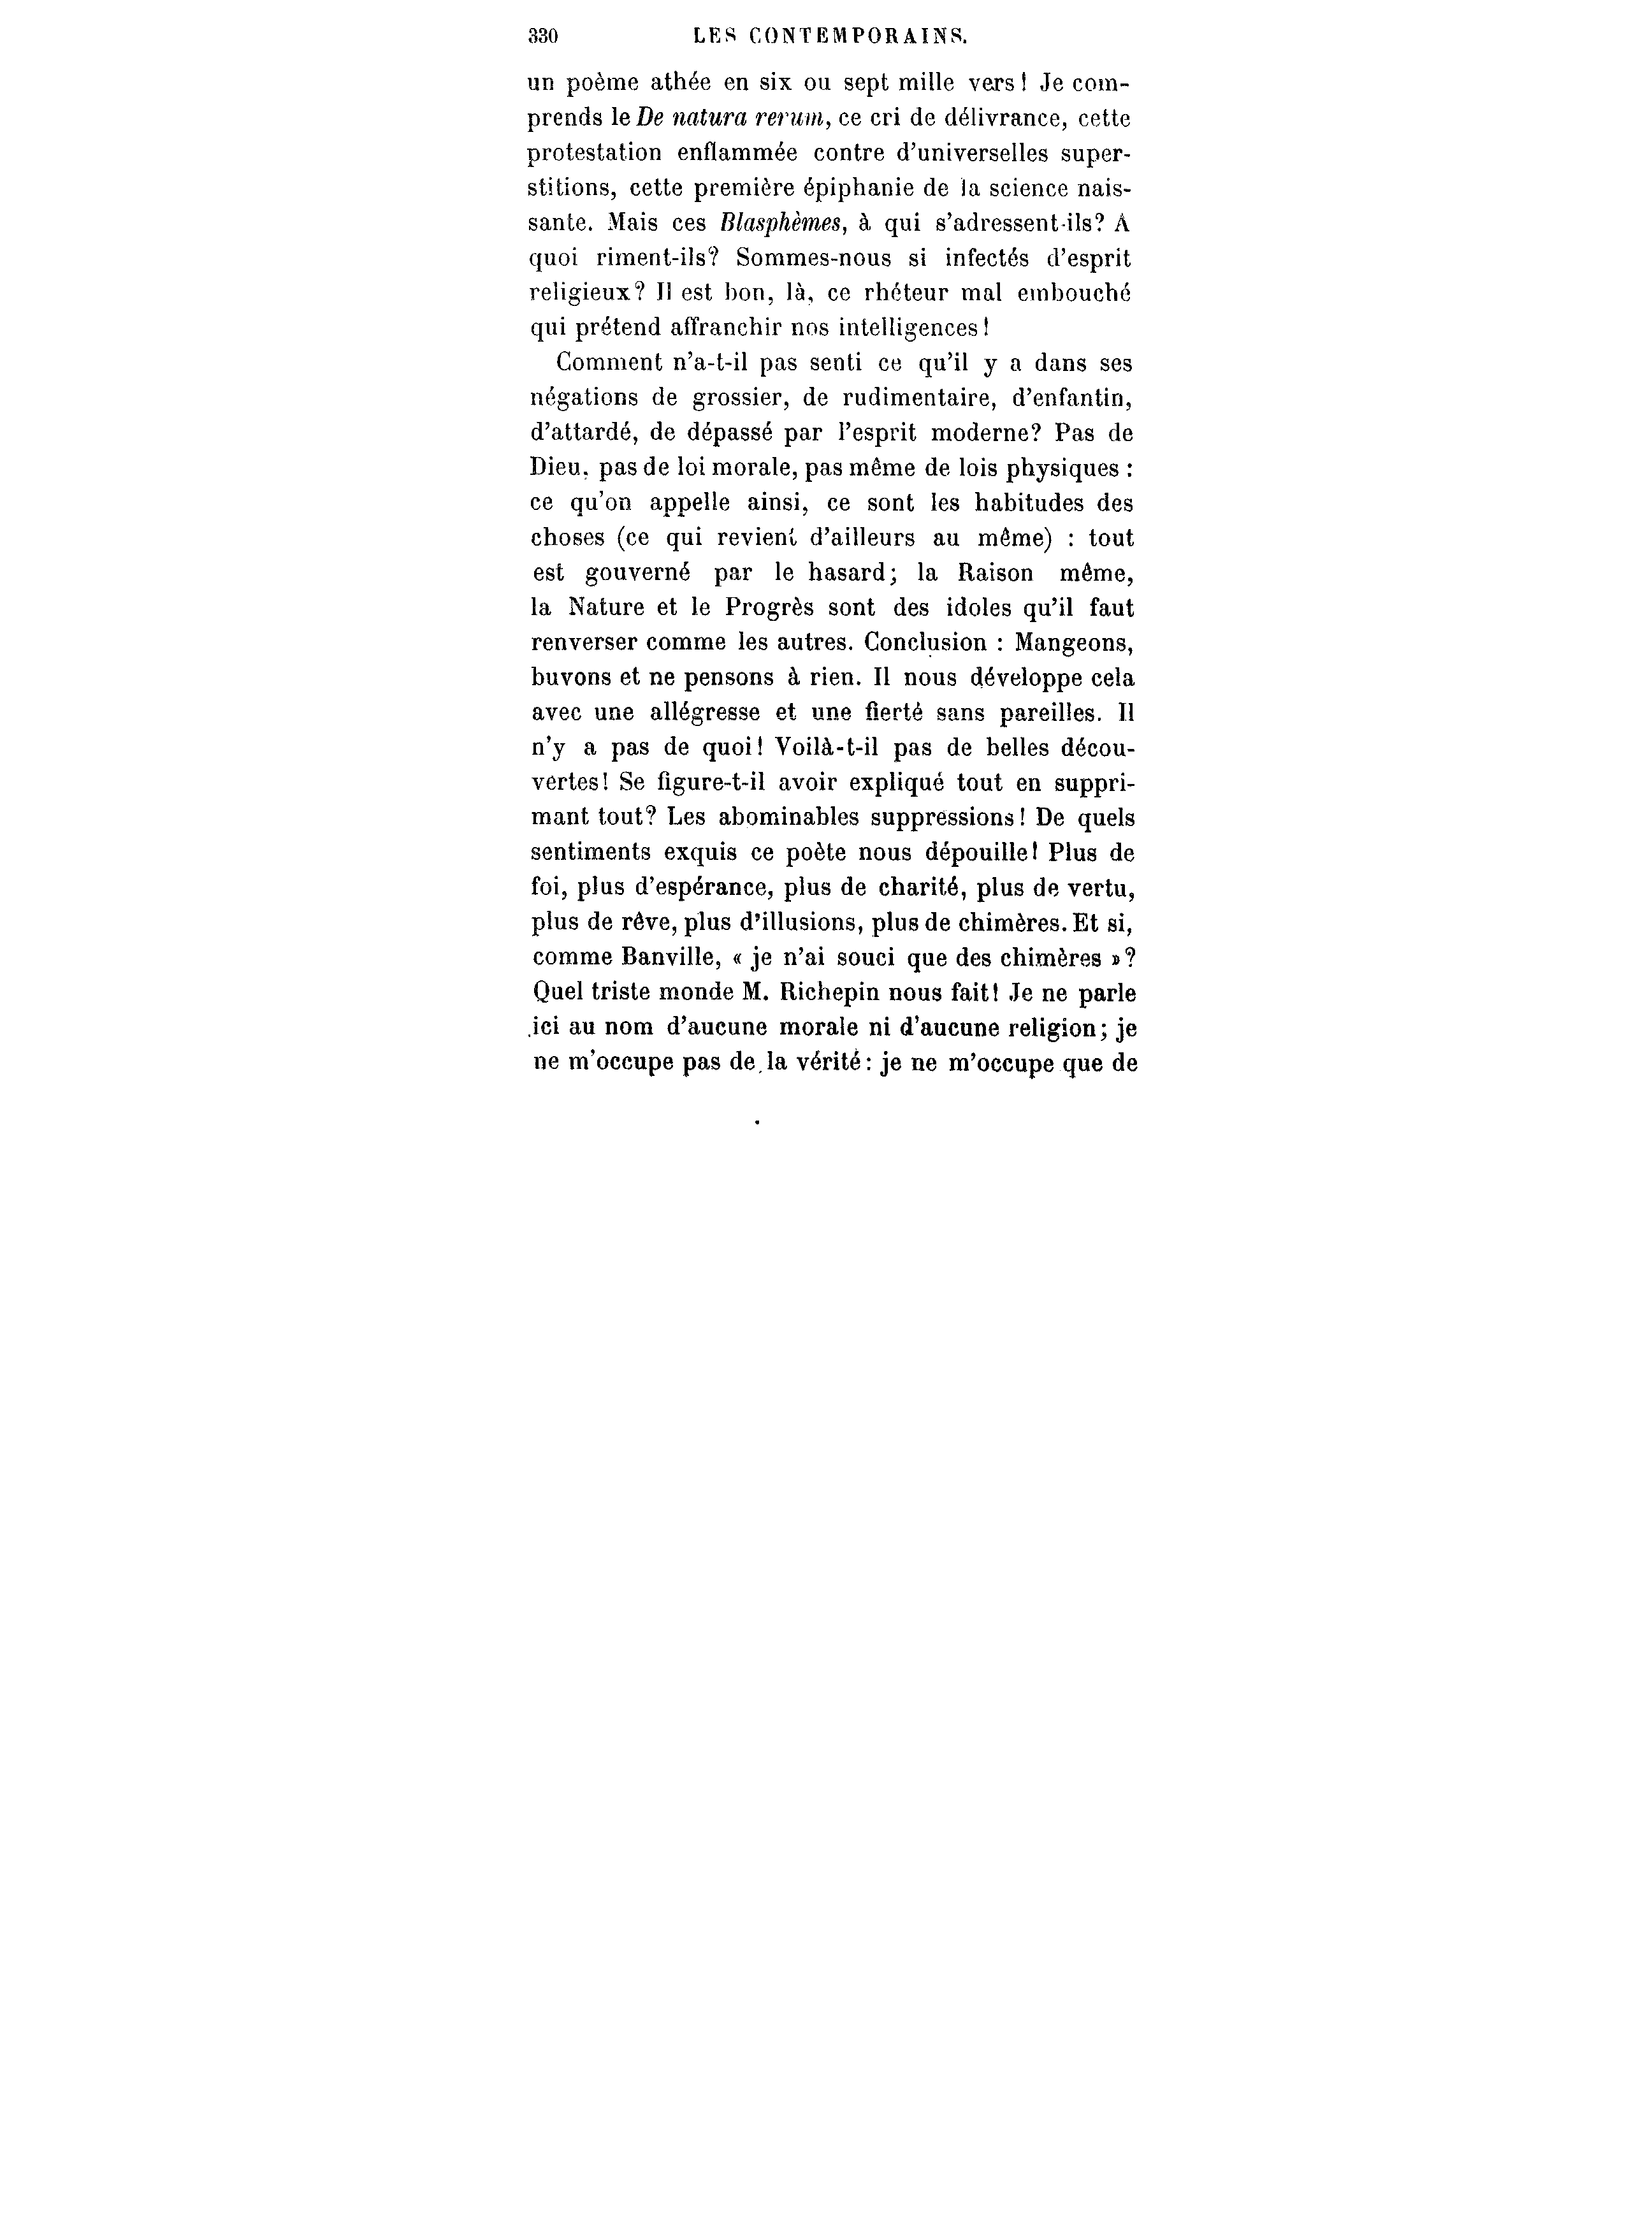 330 LES CONTEMPORAINS.
un poème athée en six ou sept mille vers ! Je com-
prends le De natura rerum, ce cri de délivrance, cette
protestation enflammée contre d'universelles super-
stitions, cette première épiphanie de la science nais-
sante. Mais ces Blasphèmes, à qui s'adressent-ils? A
quoi riment-ils? Sommes-nous si infectés d'esprit
religieux? Il est bon, là, ce rhéteur mal embouché
qui prétend affranchir nos intelligences !
Comment n'a-t-il pas senti ce qu'il y a dans ses
négations de grossier, de rudimentaire, d'enfantin,
d'attardé, de dépassé par l'esprit moderne? Pas de
Dieu, pas de loi morale, pas même de lois physiques :
ce qu'on appelle ainsi, ce sont les habitudes des
choses (ce qui revient d'ailleurs au même) : tout
est gouverné par le hasard; la Raison même,
la Nature et le Progrès sont des idoles qu'il faut
renverser comme les autres. Conclusion : Mangeons,
buvons et ne pensons à rien. Il nous développe cela
avec une allégresse et une fierté sans pareilles. Il
n'y a pas de quoi! Voilà-t-il pas de belles décou-
vertes! Se figure-t-il avoir expliqué tout en suppri-
mant tout? Les abominables suppressions! De quels
sentiments exquis ce poète nous dépouille! Plus de
foi, plus d'espérance, plus de charité, plus de vertu,
plus de rêve, plus d'illusions, plus de chimères. Et si,
comme Banville, « je n'ai souci que des chimères »?
Quel triste monde M. Richepin nous fait! Je ne parle
ici au nom d'aucune morale ni d'aucune religion; je
ne m'occupe pas de la vérité: je ne m'occupe que de